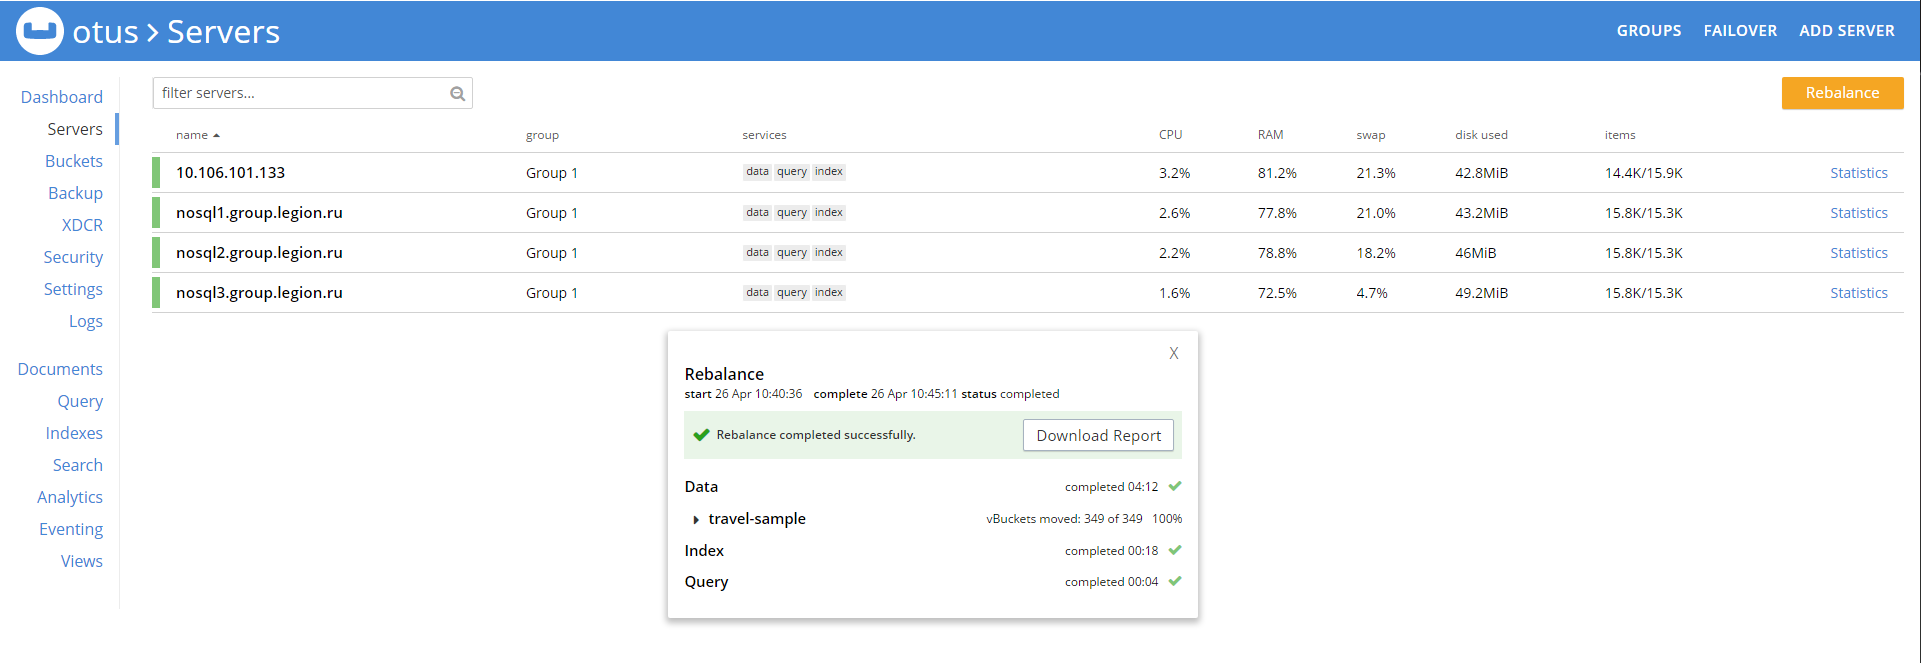 otus > Servers
GROUPS FAILOVER ADD SERVER
Dashboard
Servers
Buckets
Backup
XDCR
Security
Settings
Logs
Documents
Query
Indexes
Search
Analytics
Eventing
Views
filter servers...
Rebalance
name group services CPU RAM swap disk used items
10.106.101.133 Group 1 data query index 3.2% 81.2% 21.3% 42.8MiB 14.4K/15.9K Statistics
nosql1.group.legion.ru Group 1 data query index 2.6% 77.8% 21.0% 43.2MiB 15.8K/15.3K Statistics
nosql2.group.legion.ru Group 1 data query index 2.2% 78.8% 18.2% 46MiB 15.8K/15.3K Statistics
nosql3.group.legion.ru Group 1 data query index 1.6% 72.5% 4.7% 49.2MiB 15.8K/15.3K Statistics
X
Rebalance
start 26 Apr 10:40:36 complete 26 Apr 10:45:11 status completed
Rebalance completed successfully. Download Report
Data completed 04:12
travel-sample vBuckets moved: 349 of 349 100%
Index completed 00:18
Query completed 00:04